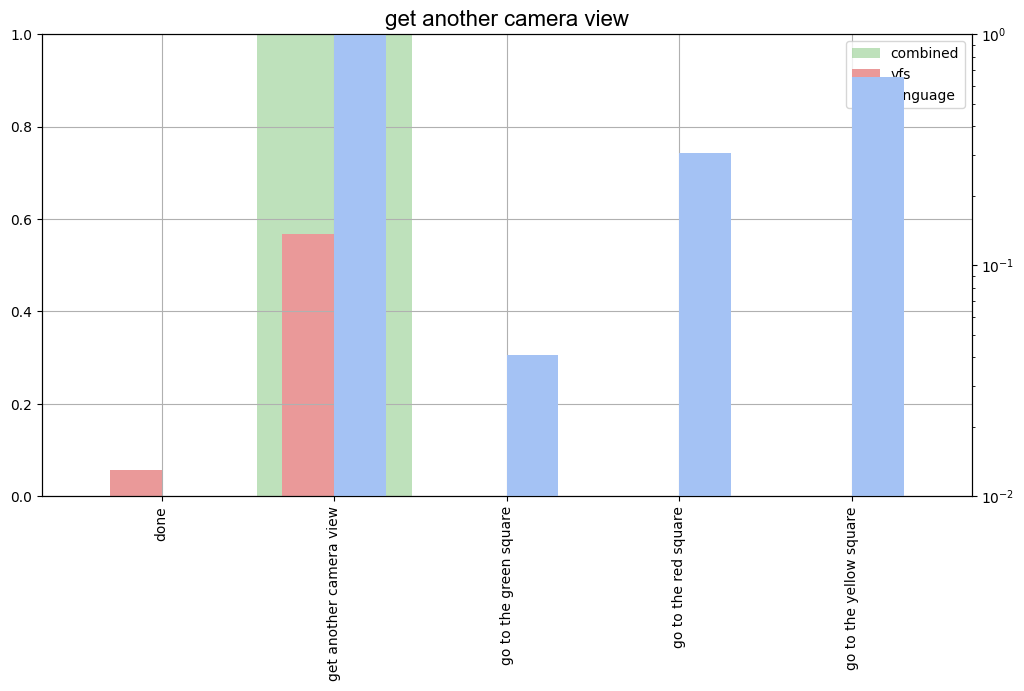 get another camera view
1.0
0.8
0.6
0.4
0.2
0.0
10^0
10^-1
10^-2
combined
vfs
done
get another camera view
go to the green square
go to the red square
go to the yellow square